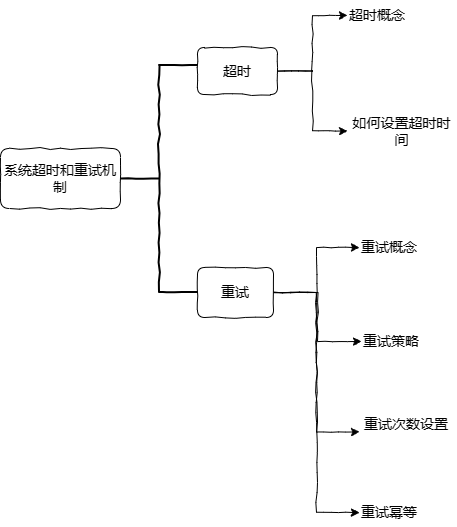 超时概念
超时
如何设置超时时
间
系统超时和重试机
制
重试概念
重试
重试策略
重试次数设置
重试幂等